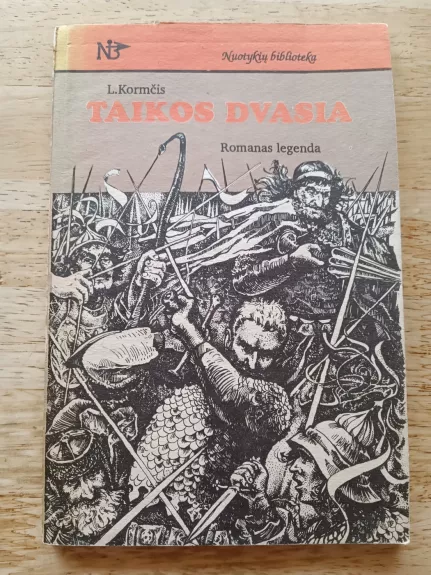 NB
Nuotykių biblioteka
L.Kormčis
TAIKOS DVASIA
Romanas legenda